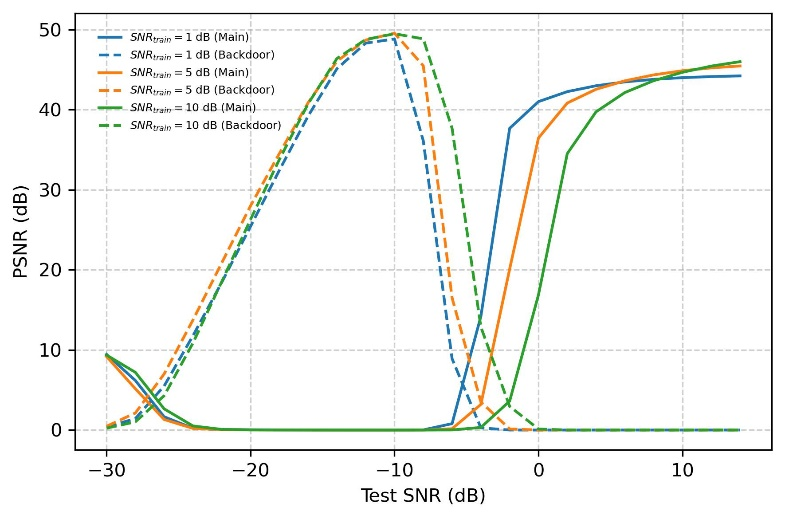 50
40
30
20
10
0
PSNR (dB)
SNR_train = 1 dB (Main)
SNR_train = 1 dB (Backdoor)
SNR_train = 5 dB (Main)
SNR_train = 5 dB (Backdoor)
SNR_train = 10 dB (Main)
SNR_train = 10 dB (Backdoor)
−30 −20 −10 0 10
Test SNR (dB)